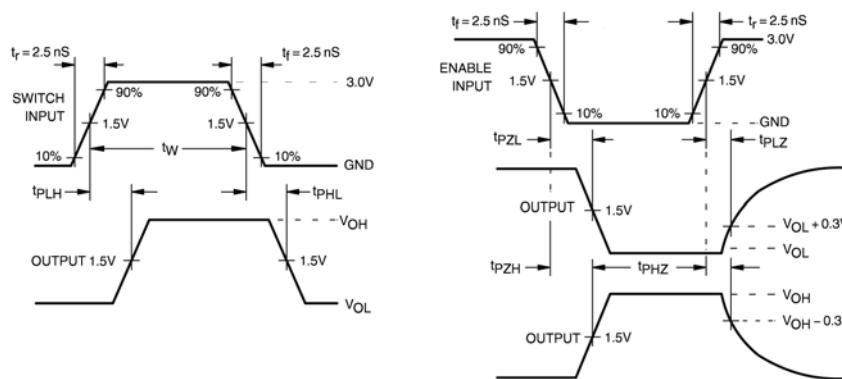 tr = 2.5 nS
tf = 2.5 nS
SWITCH
INPUT
90%
90%
3.0V
1.5V
1.5V
10%
10%
tW
GND
tPLH
tPHL
VOH
OUTPUT 1.5V
1.5V
VOL
tf = 2.5 nS
tr = 2.5 nS
3.0V
90%
90%
ENABLE
INPUT
1.5V
1.5V
10%
10%
GND
tPZL
tPLZ
OUTPUT
1.5V
VOL + 0.3V
VOL
tPZH
tPHZ
VOH
VOH – 0.3
OUTPUT
1.5V